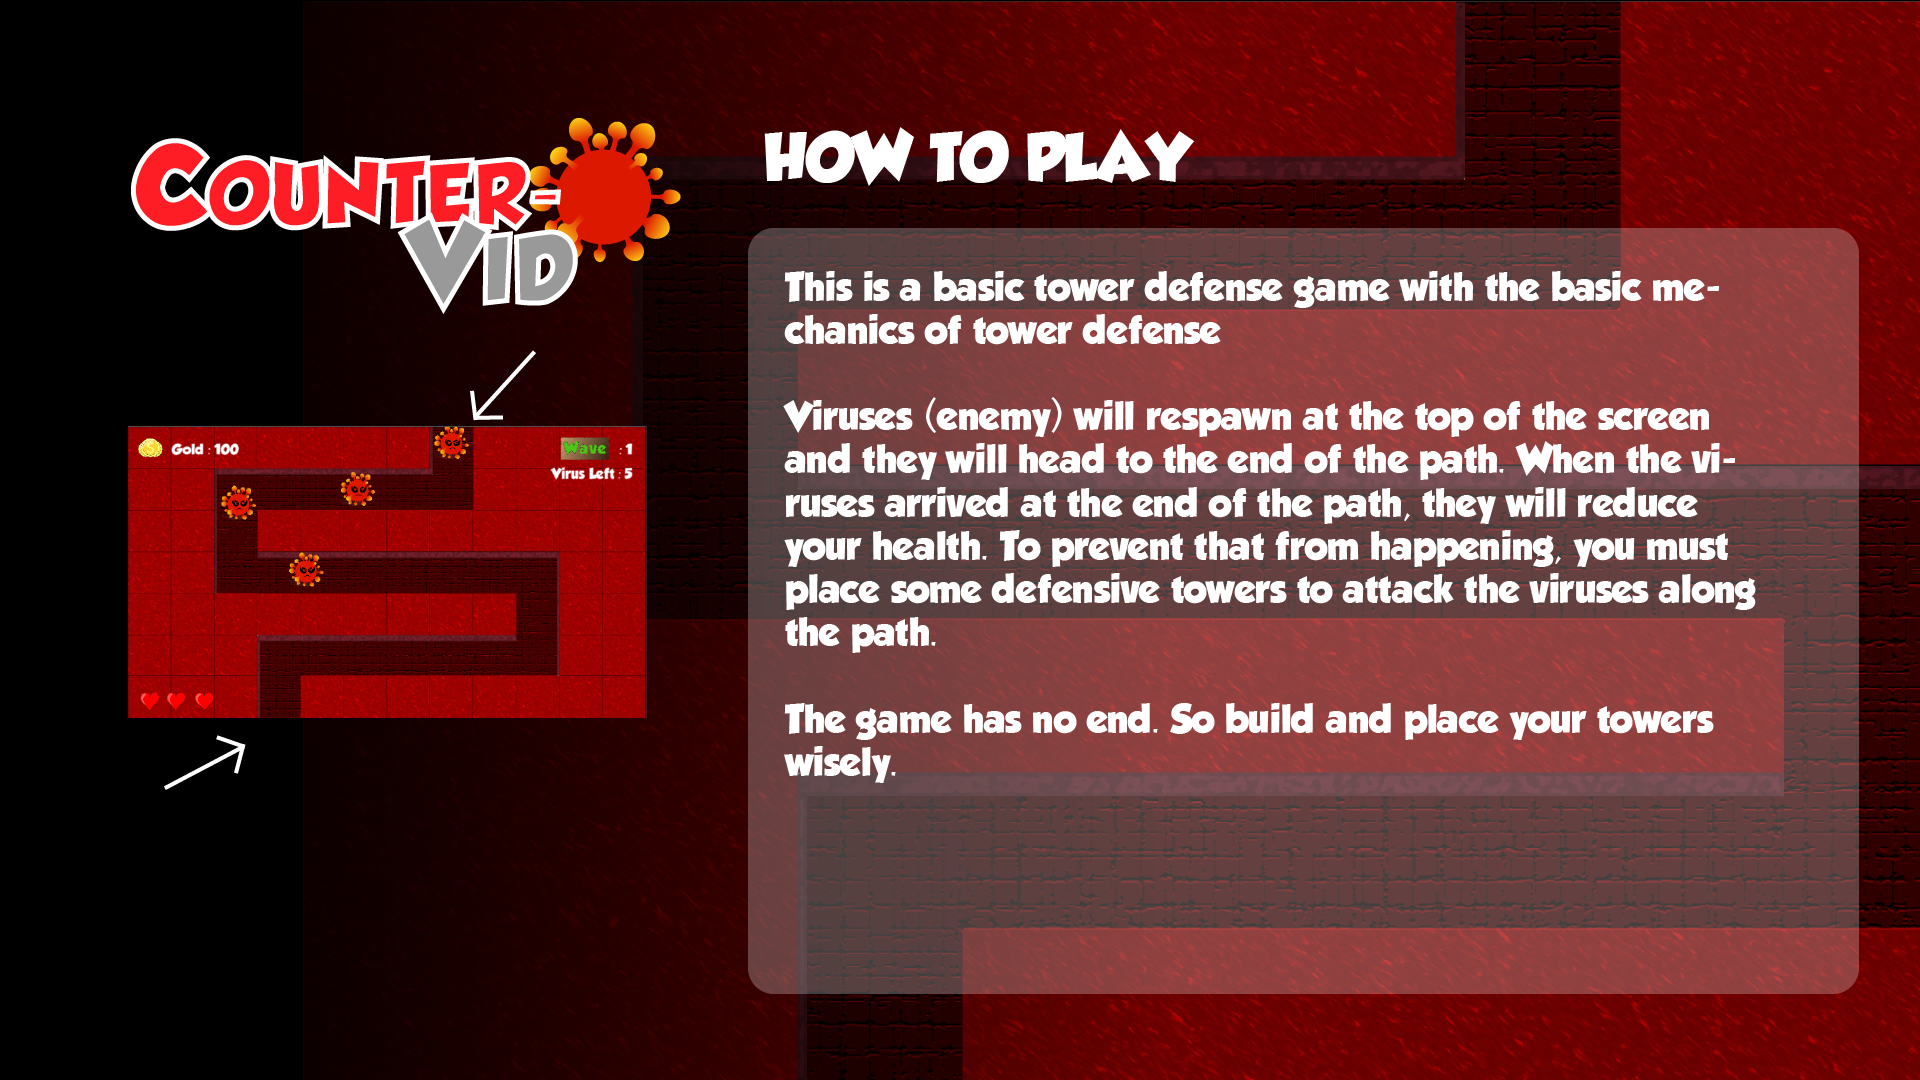 COUNTER-
VID
HOW TO PLAY
This is a basic tower defense game with the basic me-
chanics of tower defense
Viruses (enemy) will respawn at the top of the screen
and they will head to the end of the path. When the vi-
ruses arrived at the end of the path, they will reduce
your health. To prevent that from happening, you must
place some defensive towers to attack the viruses along
the path.
The game has no end. So build and place your towers
wisely.
Gold : 100
Wave : 1
Virus Left : 5